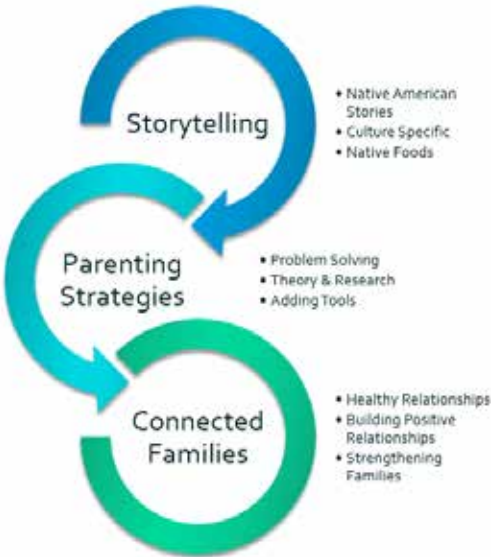 Storytelling
• Native American
Stories
• Culture Specific
• Native Foods
Parenting
Strategies
• Problem Solving
• Theory & Research
• Adding Tools
Connected
Families
• Healthy Relationships
• Building Positive
Relationships
• Strengthening
Families